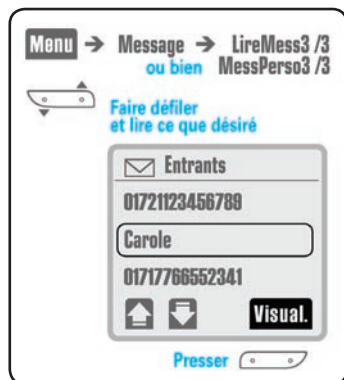 Menu → Message → LireMess3 /3
ou bien MessPerso3 /3
Faire défiler
et lire ce que désiré
Entrants
01721123456789
Carole
01717766552341
Visual.
Presser